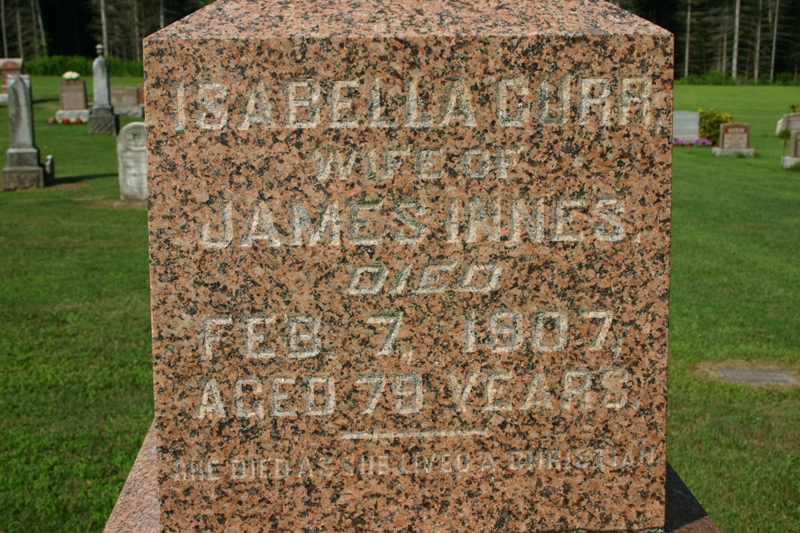 ISABELLA CURR,
WIFE OF
JAMES INNES.
DIED
FEB. 7, 1907,
AGED 79 YEARS
SHE DIED AS SHE LIVED A CHRISTIAN